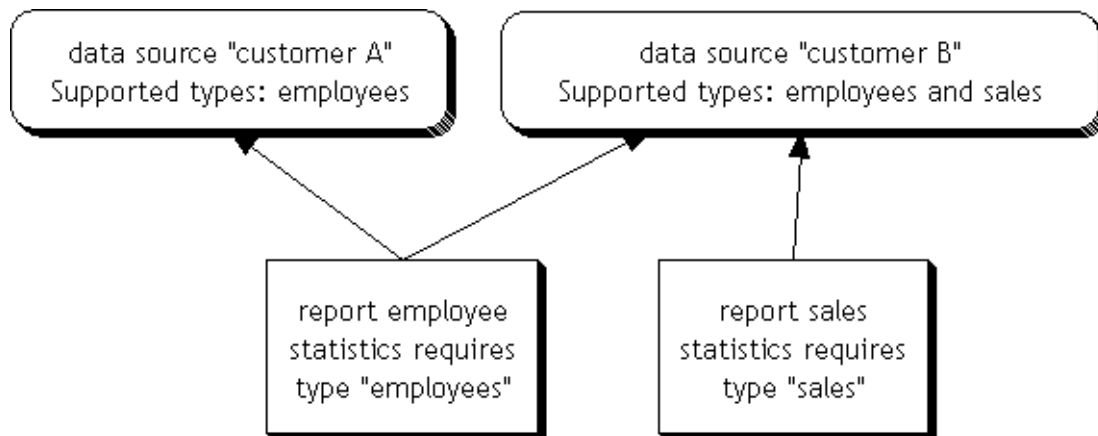 data source "customer A"
Supported types: employees
data source "customer B"
Supported types: employees and sales
report employee
statistics requires
type "employees"
report sales
statistics requires
type "sales"